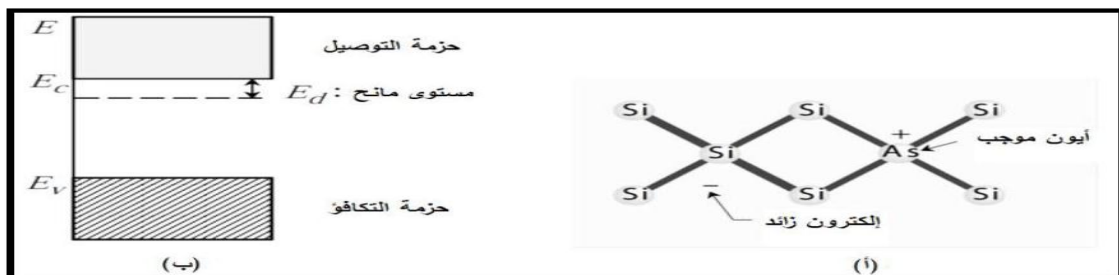 E
حزمة التوصيل
E_C
E_d : مستوى مانح
E_V
حزمة التكافؤ
(ب)
Si Si Si
+
Si As
أيون موجب
Si Si Si
−
إلكترون زائد
(أ)